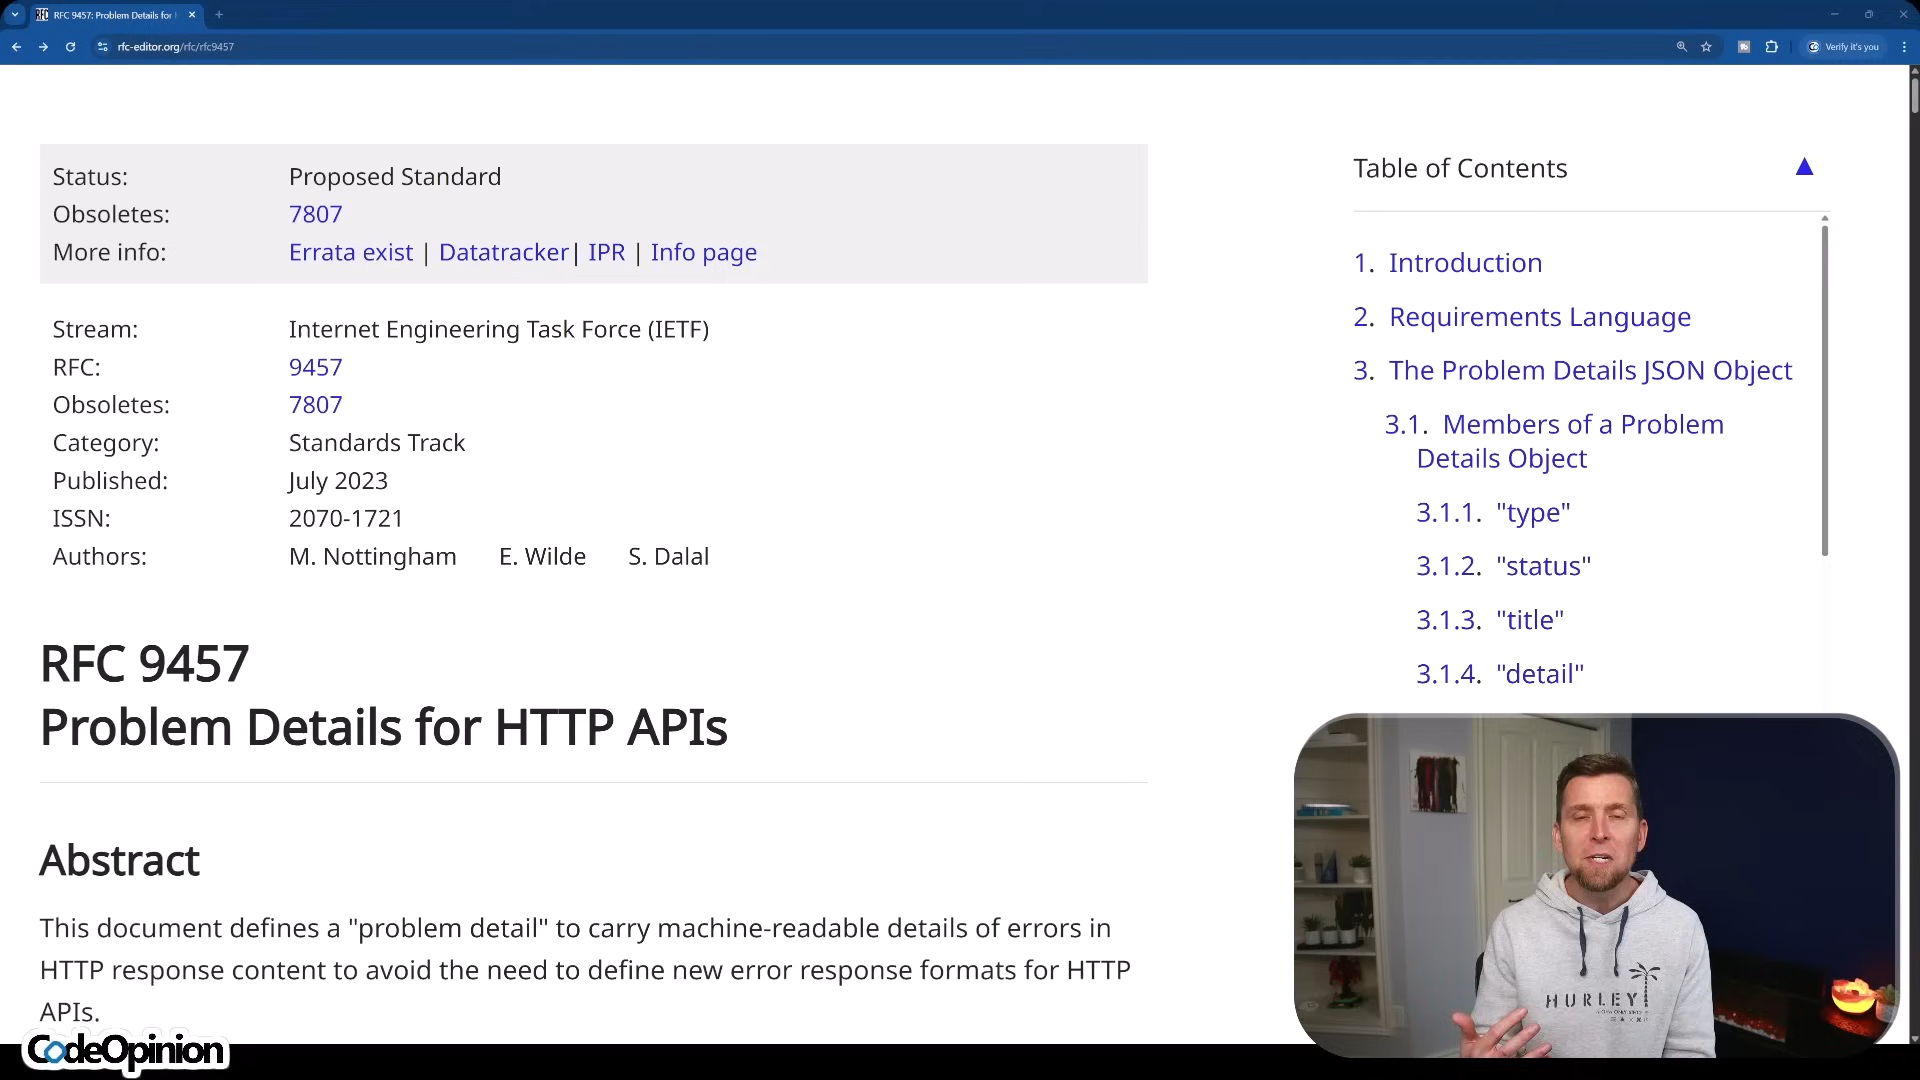 RFC 9457: Problem Details for
rfc-editor.org/rfc/rfc9457
Verify it's you
Status: Proposed Standard
Obsoletes: 7807
More info: Errata exist | Datatracker| IPR | Info page
Stream: Internet Engineering Task Force (IETF)
RFC: 9457
Obsoletes: 7807
Category: Standards Track
Published: July 2023
ISSN: 2070-1721
Authors: M. Nottingham E. Wilde S. Dalal
RFC 9457
Problem Details for HTTP APIs
Abstract
This document defines a "problem detail" to carry machine-readable details of errors in
HTTP response content to avoid the need to define new error response formats for HTTP
APIs.
Table of Contents ▲
1. Introduction
2. Requirements Language
3. The Problem Details JSON Object
3.1. Members of a Problem
Details Object
3.1.1. "type"
3.1.2. "status"
3.1.3. "title"
3.1.4. "detail"
HURLEY
CodeOpinion